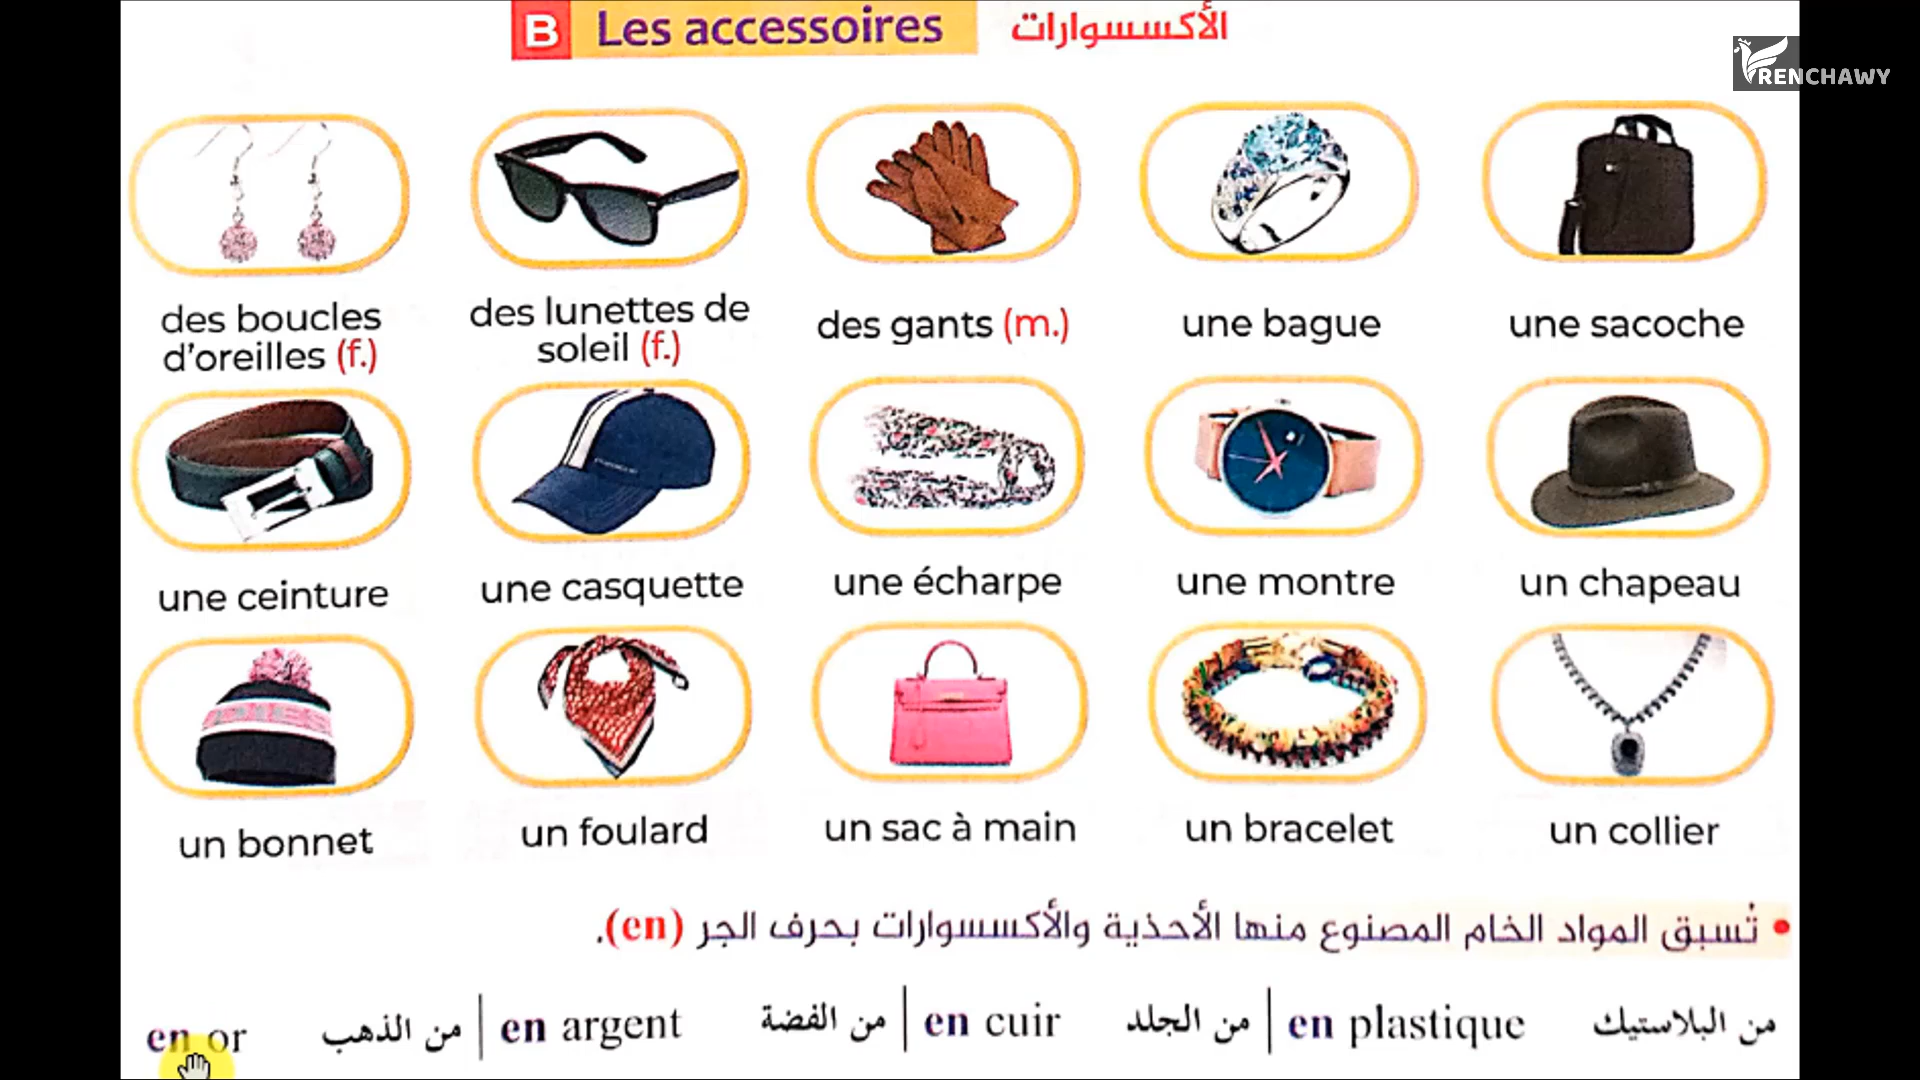 B Les accessoires الأكسسوارات
RENCHAWY
des boucles
d'oreilles (f.)
des lunettes de
soleil (f.)
des gants (m.)
une bague
une sacoche
une ceinture
une casquette
une écharpe
une montre
un chapeau
un bonnet
un foulard
un sac à main
un bracelet
un collier
• تُسبق المواد الخام المصنوع منها الأحذية والأكسسوارات بحرف الجر (en).
en or من الذهب | en argent من الفضة | en cuir من الجلد | en plastique من البلاستيك